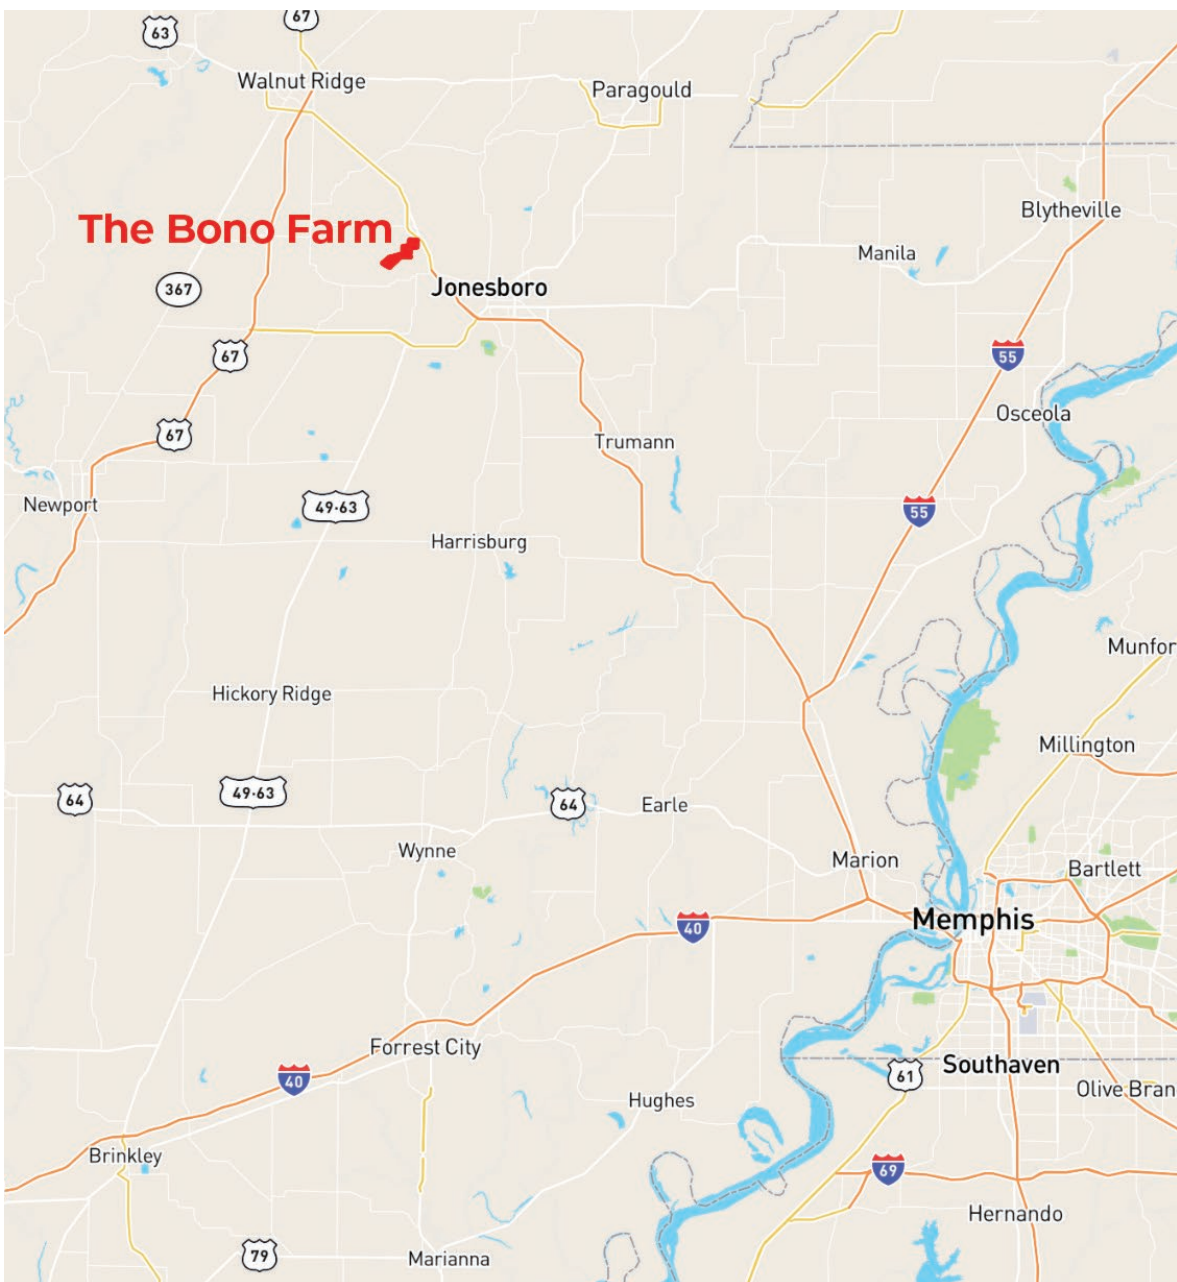 67
63
Walnut Ridge
Paragould
Blytheville
The Bono Farm
Manila
367
Jonesboro
67
55
Osceola
67
Trumann
Newport
49·63
55
Harrisburg
Munfor
Hickory Ridge
Millington
64
49·63
64
Earle
Wynne
Marion
Bartlett
Memphis
40
Forrest City
Southaven
61
40
Olive Bran
Hughes
Brinkley
69
Hernando
79
Marianna